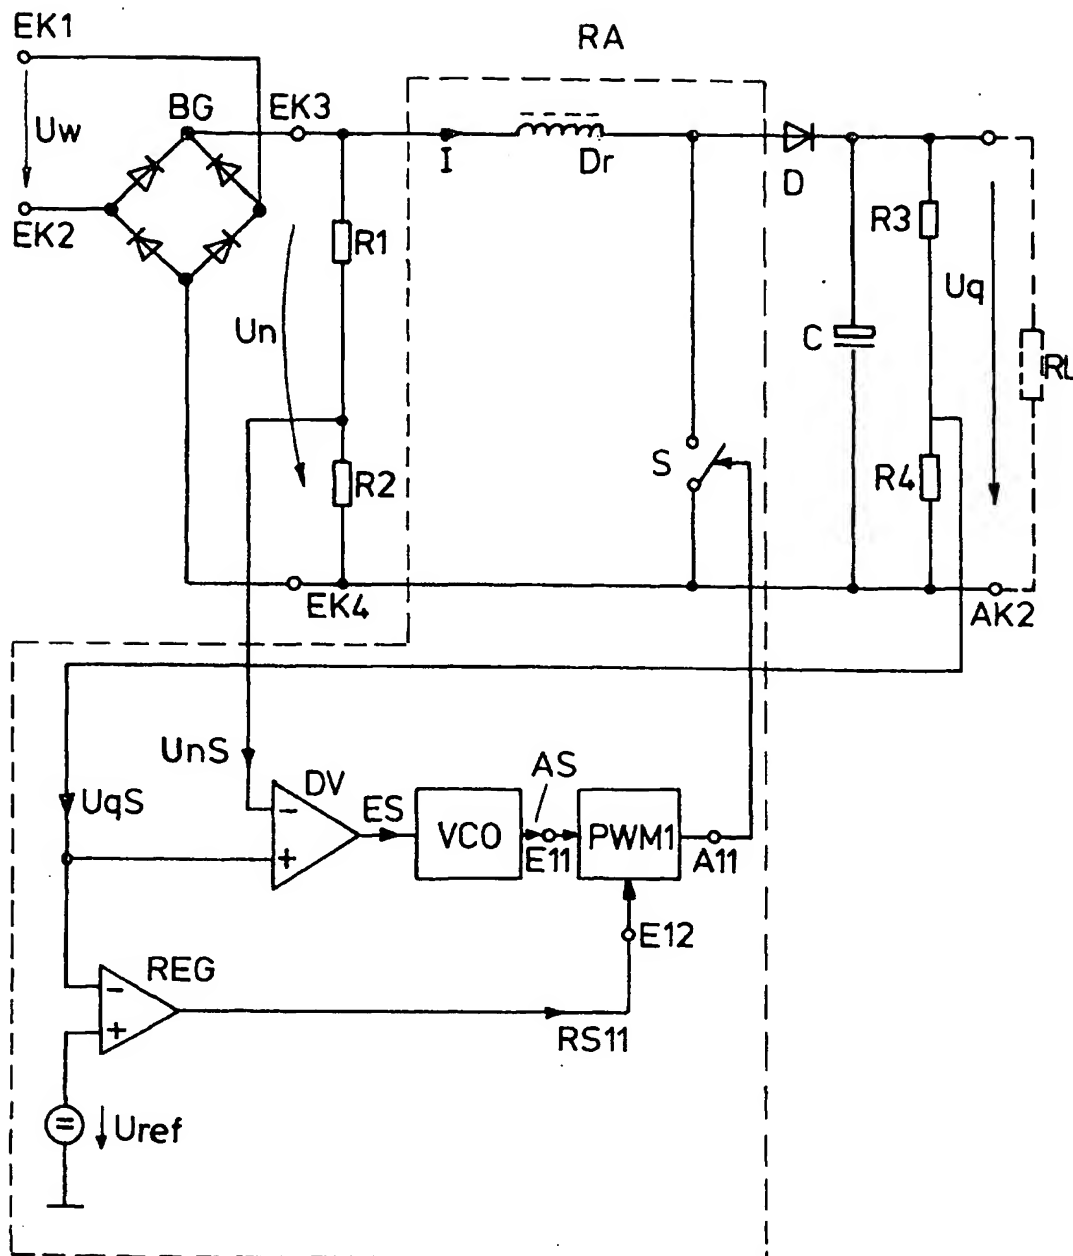 EK1
RA
Uw
BG
EK3
I
Dr
D
EK2
R1
R3
Un
C
Uq
RL
S
R2
R4
EK4
AK2
UnS
UqS
DV
ES
VCO
AS
E11
PWM1
A11
−
+
E12
REG
−
+
RS11
=
Uref